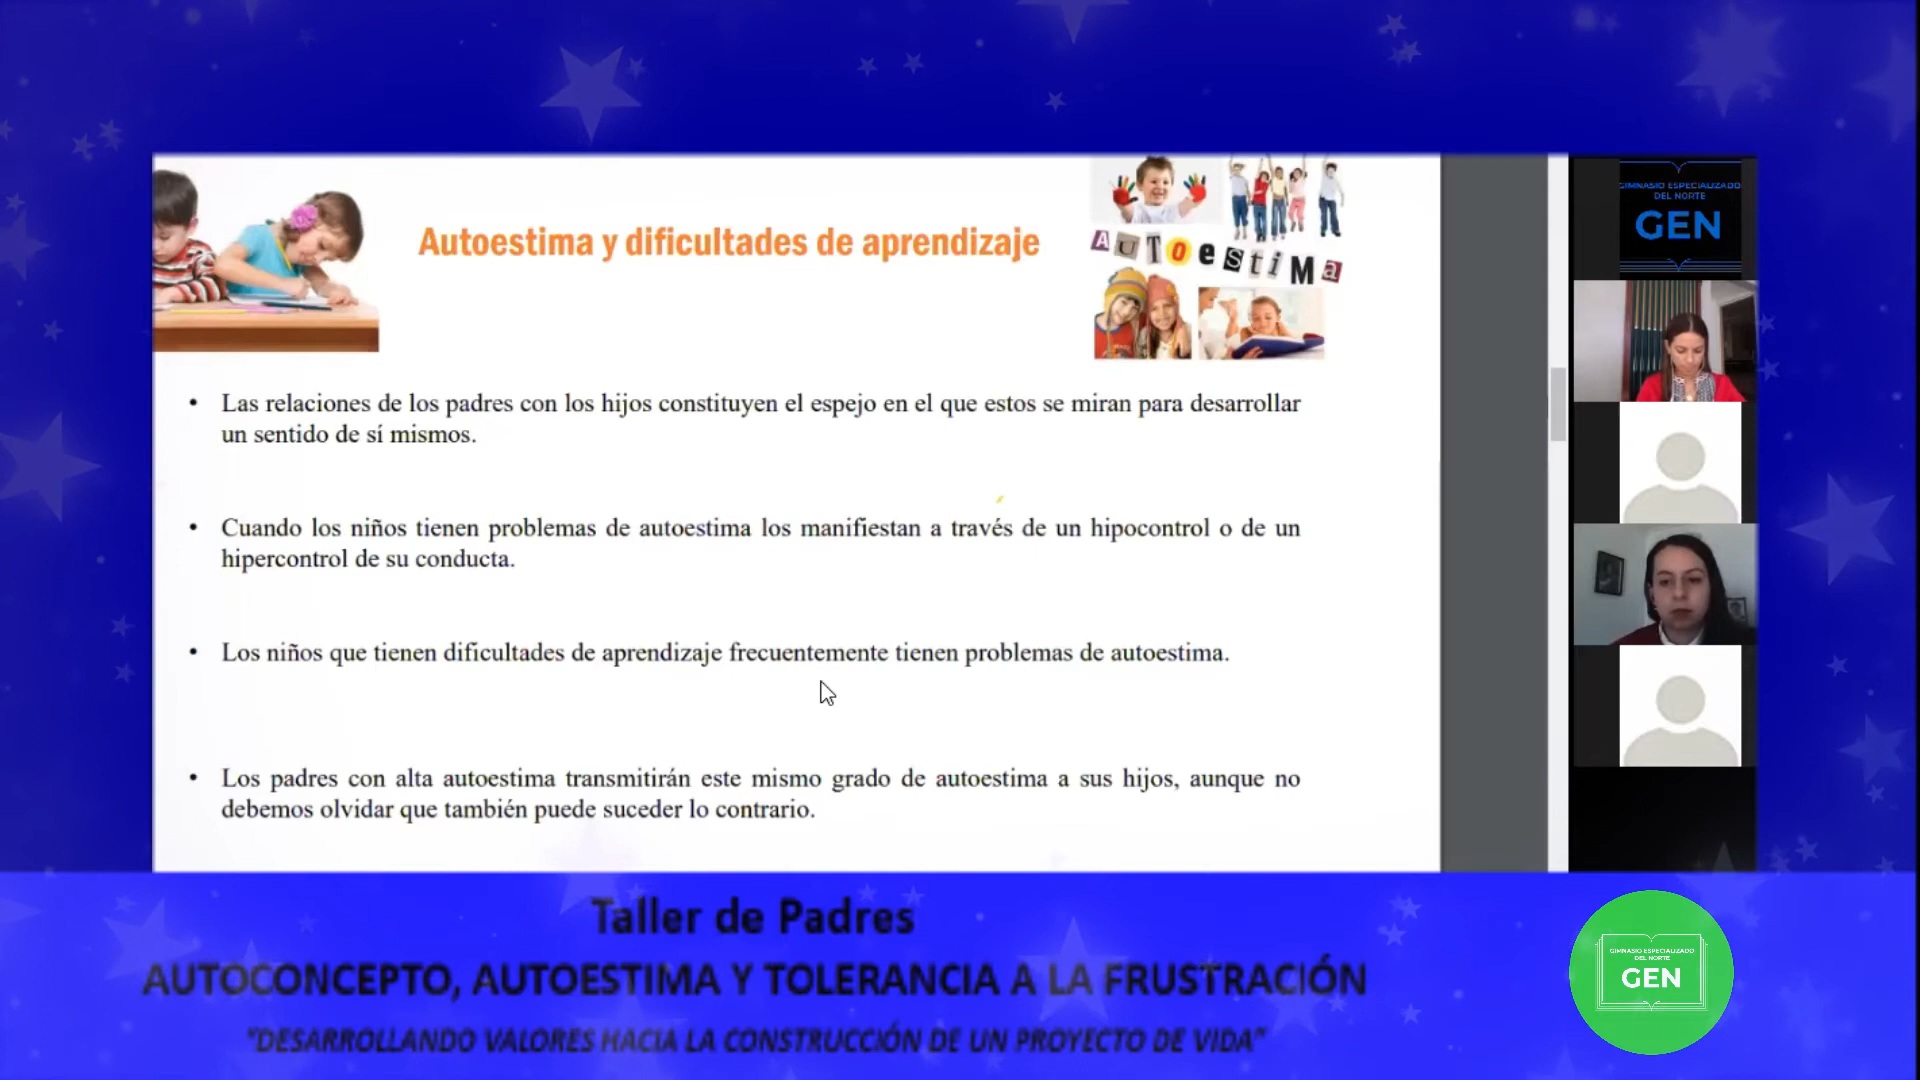 Autoestima y dificultades de aprendizaje
AUToestiMa
• Las relaciones de los padres con los hijos constituyen el espejo en el que estos se miran para desarrollar
un sentido de sí mismos.
• Cuando los niños tienen problemas de autoestima los manifiestan a través de un hipocontrol o de un
hipercontrol de su conducta.
• Los niños que tienen dificultades de aprendizaje frecuentemente tienen problemas de autoestima.
• Los padres con alta autoestima transmitirán este mismo grado de autoestima a sus hijos, aunque no
debemos olvidar que también puede suceder lo contrario.
GIMNASIO ESPECIALIZADO
DEL NORTE
GEN
Taller de Padres
AUTOCONCEPTO, AUTOESTIMA Y TOLERANCIA A LA FRUSTRACIÓN
"DESARROLLANDO VALORES HACIA LA CONSTRUCCIÓN DE UN PROYECTO DE VIDA"
GIMNASIO ESPECIALIZADO
DEL NORTE
GEN